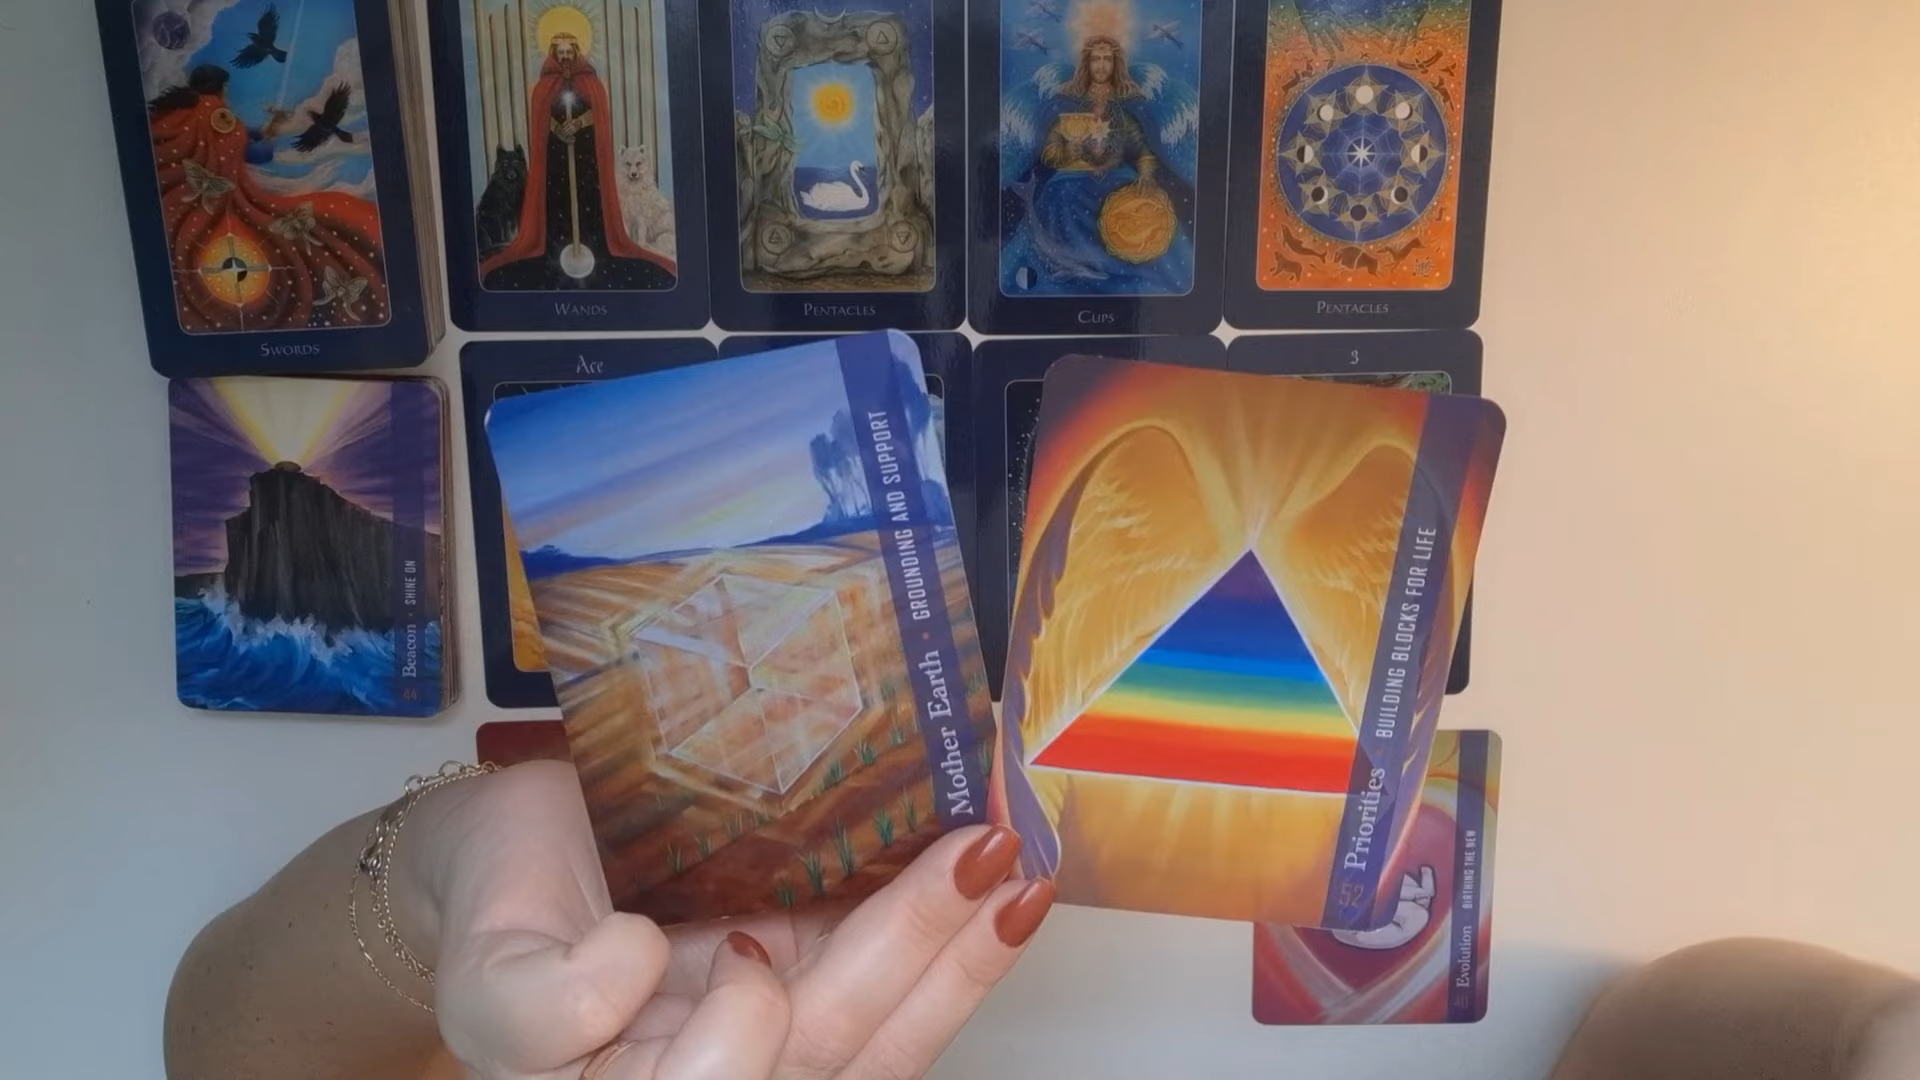 SWORDS
WANDS
PENTACLES
CUPS
PENTACLES
Ace
3
44 Beacon • SHINE ON
Mother Earth • GROUNDING AND SUPPORT
52 Priorities • BUILDING BLOCKS FOR LIFE
Evolution BIRTHING THE NEW